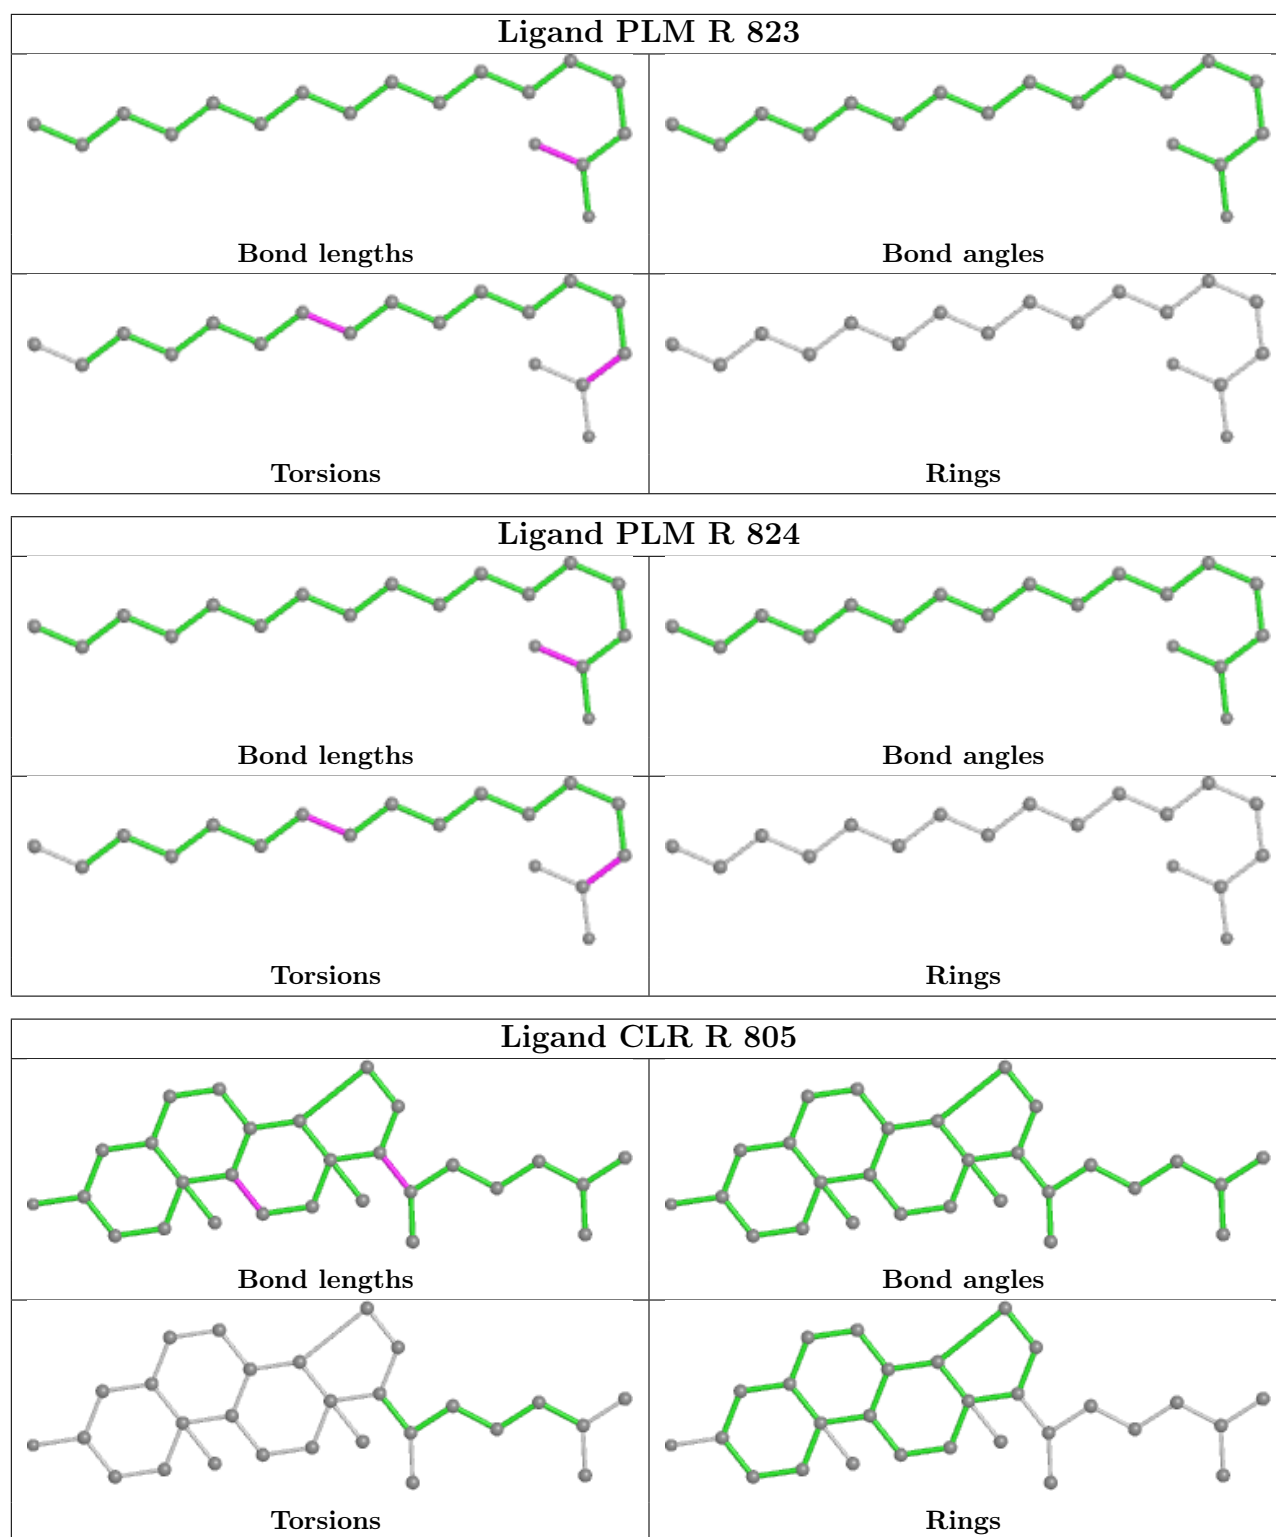 Ligand PLM R 823
Bond lengths
Bond angles
Torsions
Rings
Ligand PLM R 824
Bond lengths
Bond angles
Torsions
Rings
Ligand CLR R 805
Bond lengths
Bond angles
Torsions
Rings